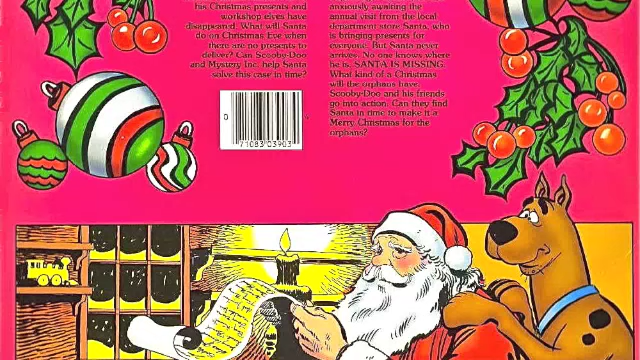 his Christmas presents and
workshop elves have
disappeared. What will Santa
do on Christmas Eve when
there are no presents to
deliver? Can Scooby-Doo
and Mystery Inc. help Santa
solve this case in time?
anxiously awaiting the
annual visit from the local
department store Santa, who
is bringing presents for
everyone. But Santa never
arrives. No one knows where
he is. SANTA IS MISSING.
What kind of a Christmas
will the orphans have.
Scooby-Doo and his friends
go into action. Can they find
Santa in time to make it a
Merry Christmas for the
orphans?
0 71083 03903